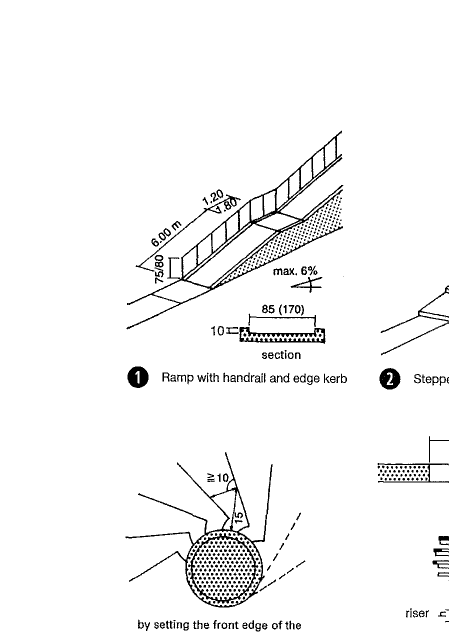 1.20
1.80
6.00 m
75/80
max. 6%
85 (170)
10
section
1 Ramp with handrail and edge kerb
2 Steppe
≧10
15
by setting the front edge of the
riser